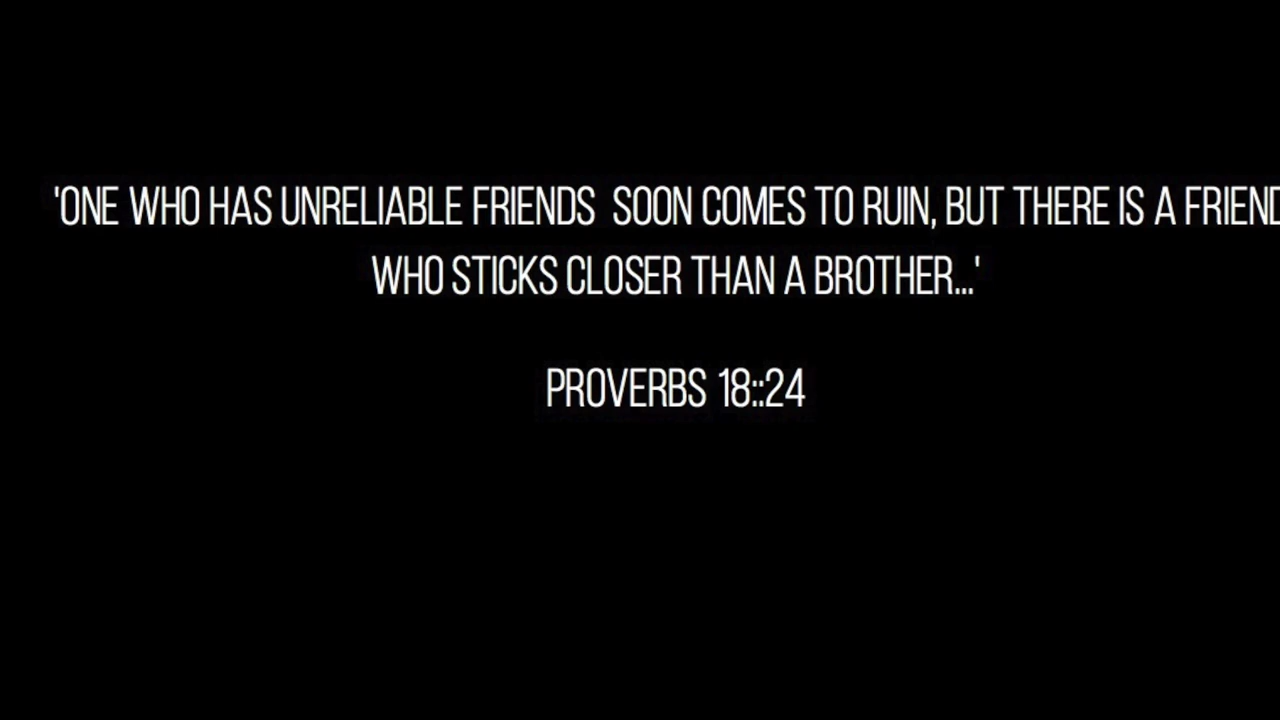 'ONE WHO HAS UNRELIABLE FRIENDS  SOON COMES TO RUIN, BUT THERE IS A FRIEND
WHO STICKS CLOSER THAN A BROTHER...'
PROVERBS 18::24